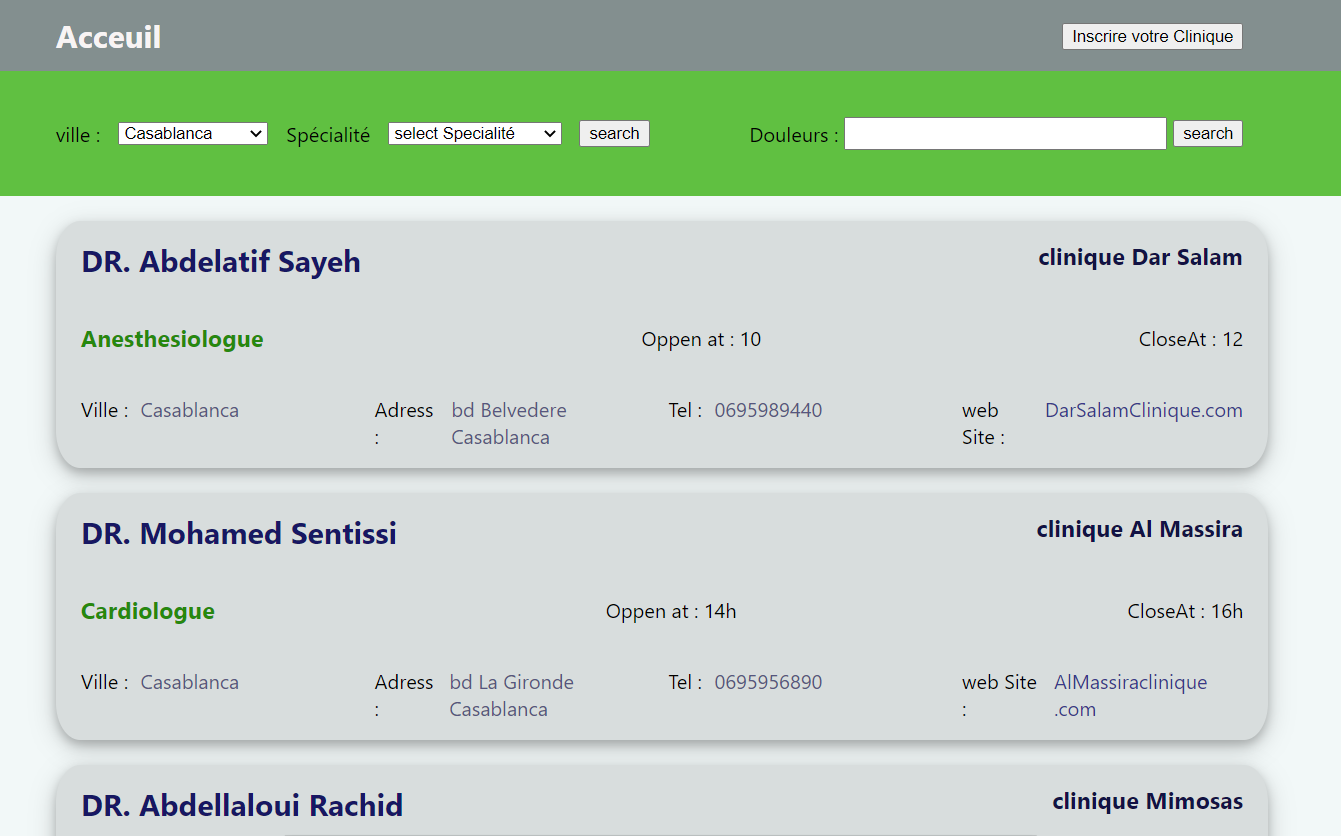 Acceuil Inscrire votre Clinique
ville : Casablanca Spécialité select Specialité search Douleurs : search
DR. Abdelatif Sayeh clinique Dar Salam
Anesthesiologue Oppen at : 10 CloseAt : 12
Ville : Casablanca Adress bd Belvedere Tel : 0695989440 web DarSalamClinique.com
: Casablanca Site :
DR. Mohamed Sentissi clinique Al Massira
Cardiologue Oppen at : 14h CloseAt : 16h
Ville : Casablanca Adress bd La Gironde Tel : 0695956890 web Site AlMassiraclinique
: Casablanca : .com
DR. Abdellaloui Rachid clinique Mimosas